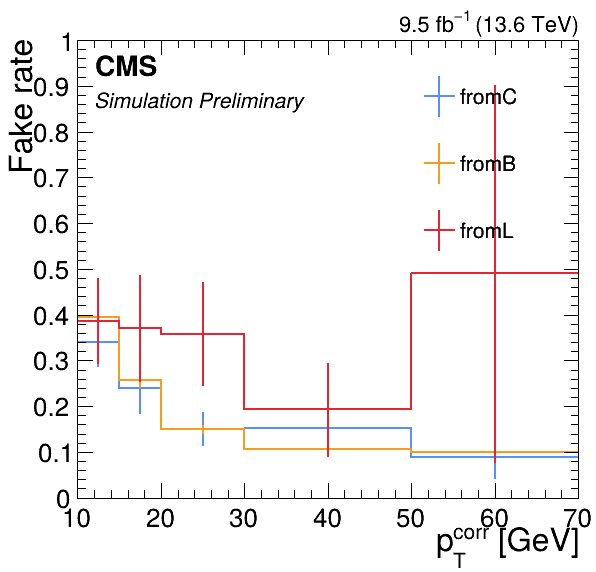 9.5 fb⁻¹ (13.6 TeV)
CMS
Simulation Preliminary
fromC
fromB
fromL
Fake rate
1
0.9
0.8
0.7
0.6
0.5
0.4
0.3
0.2
0.1
0
10 20 30 40 50 60 70
p_T^corr [GeV]